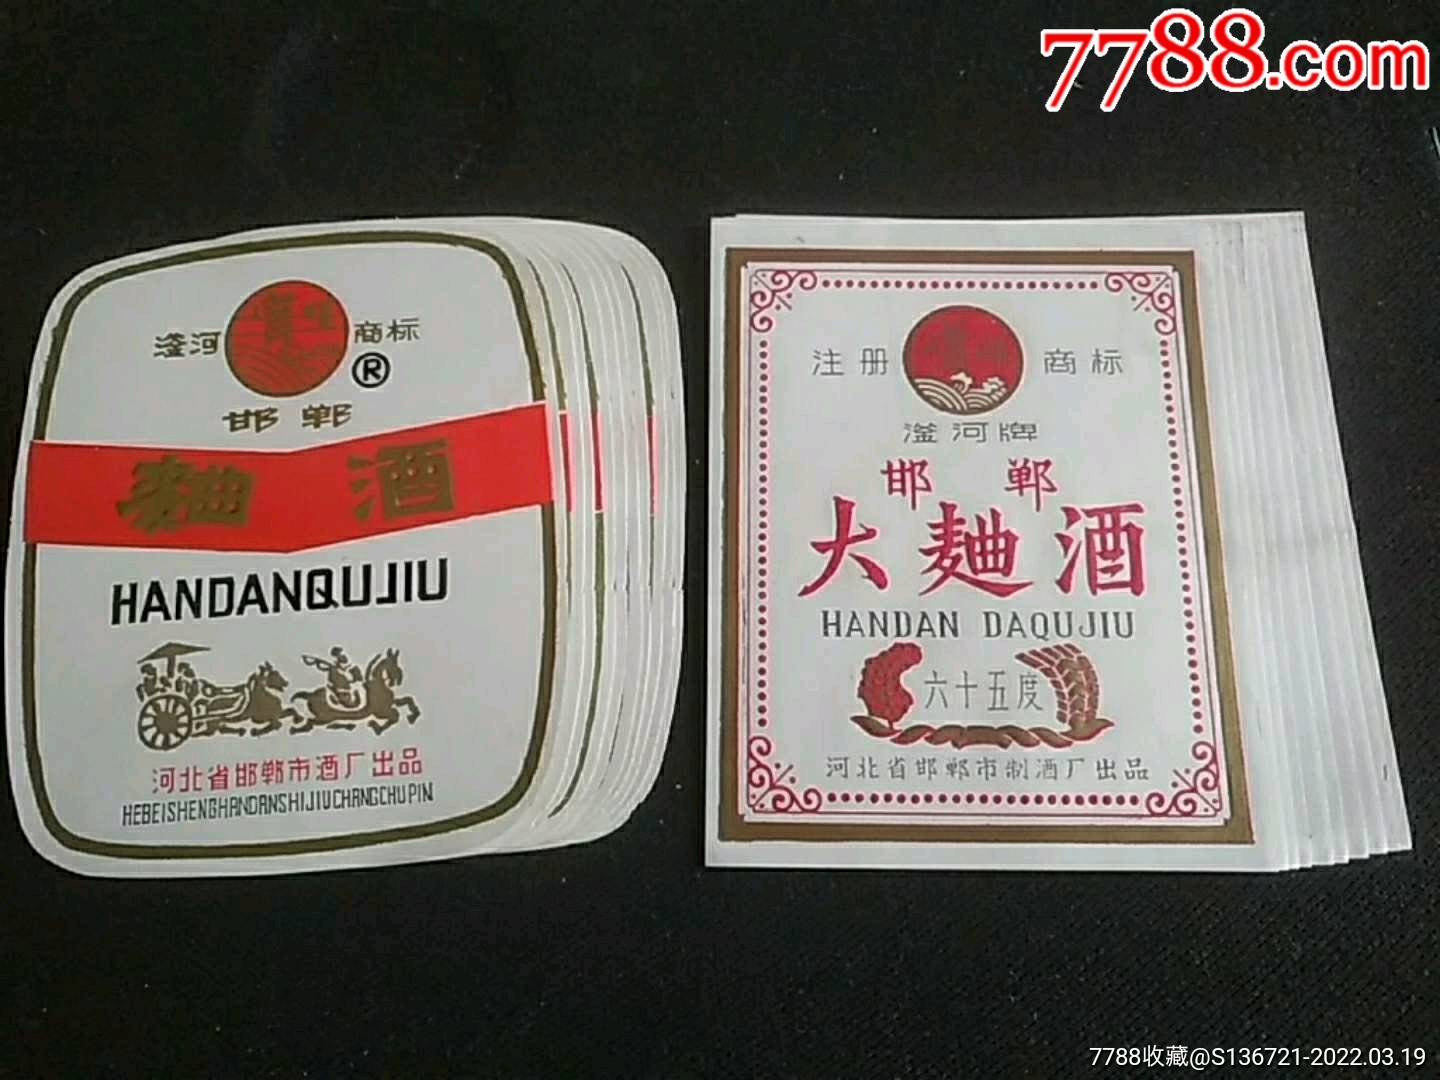 7788.com
滏河
商标
®
邯郸
麯酒
HANDANQUJIU
河北省邯郸市酒厂出品
HEBEISHENGHANDANSHIJIUCHANGCHUPIN
注册
商标
滏河牌
邯郸
大麯酒
HANDAN DAQUJIU
六十五度
河北省邯郸市制酒厂出品
7788收藏@S136721-2022.03.19